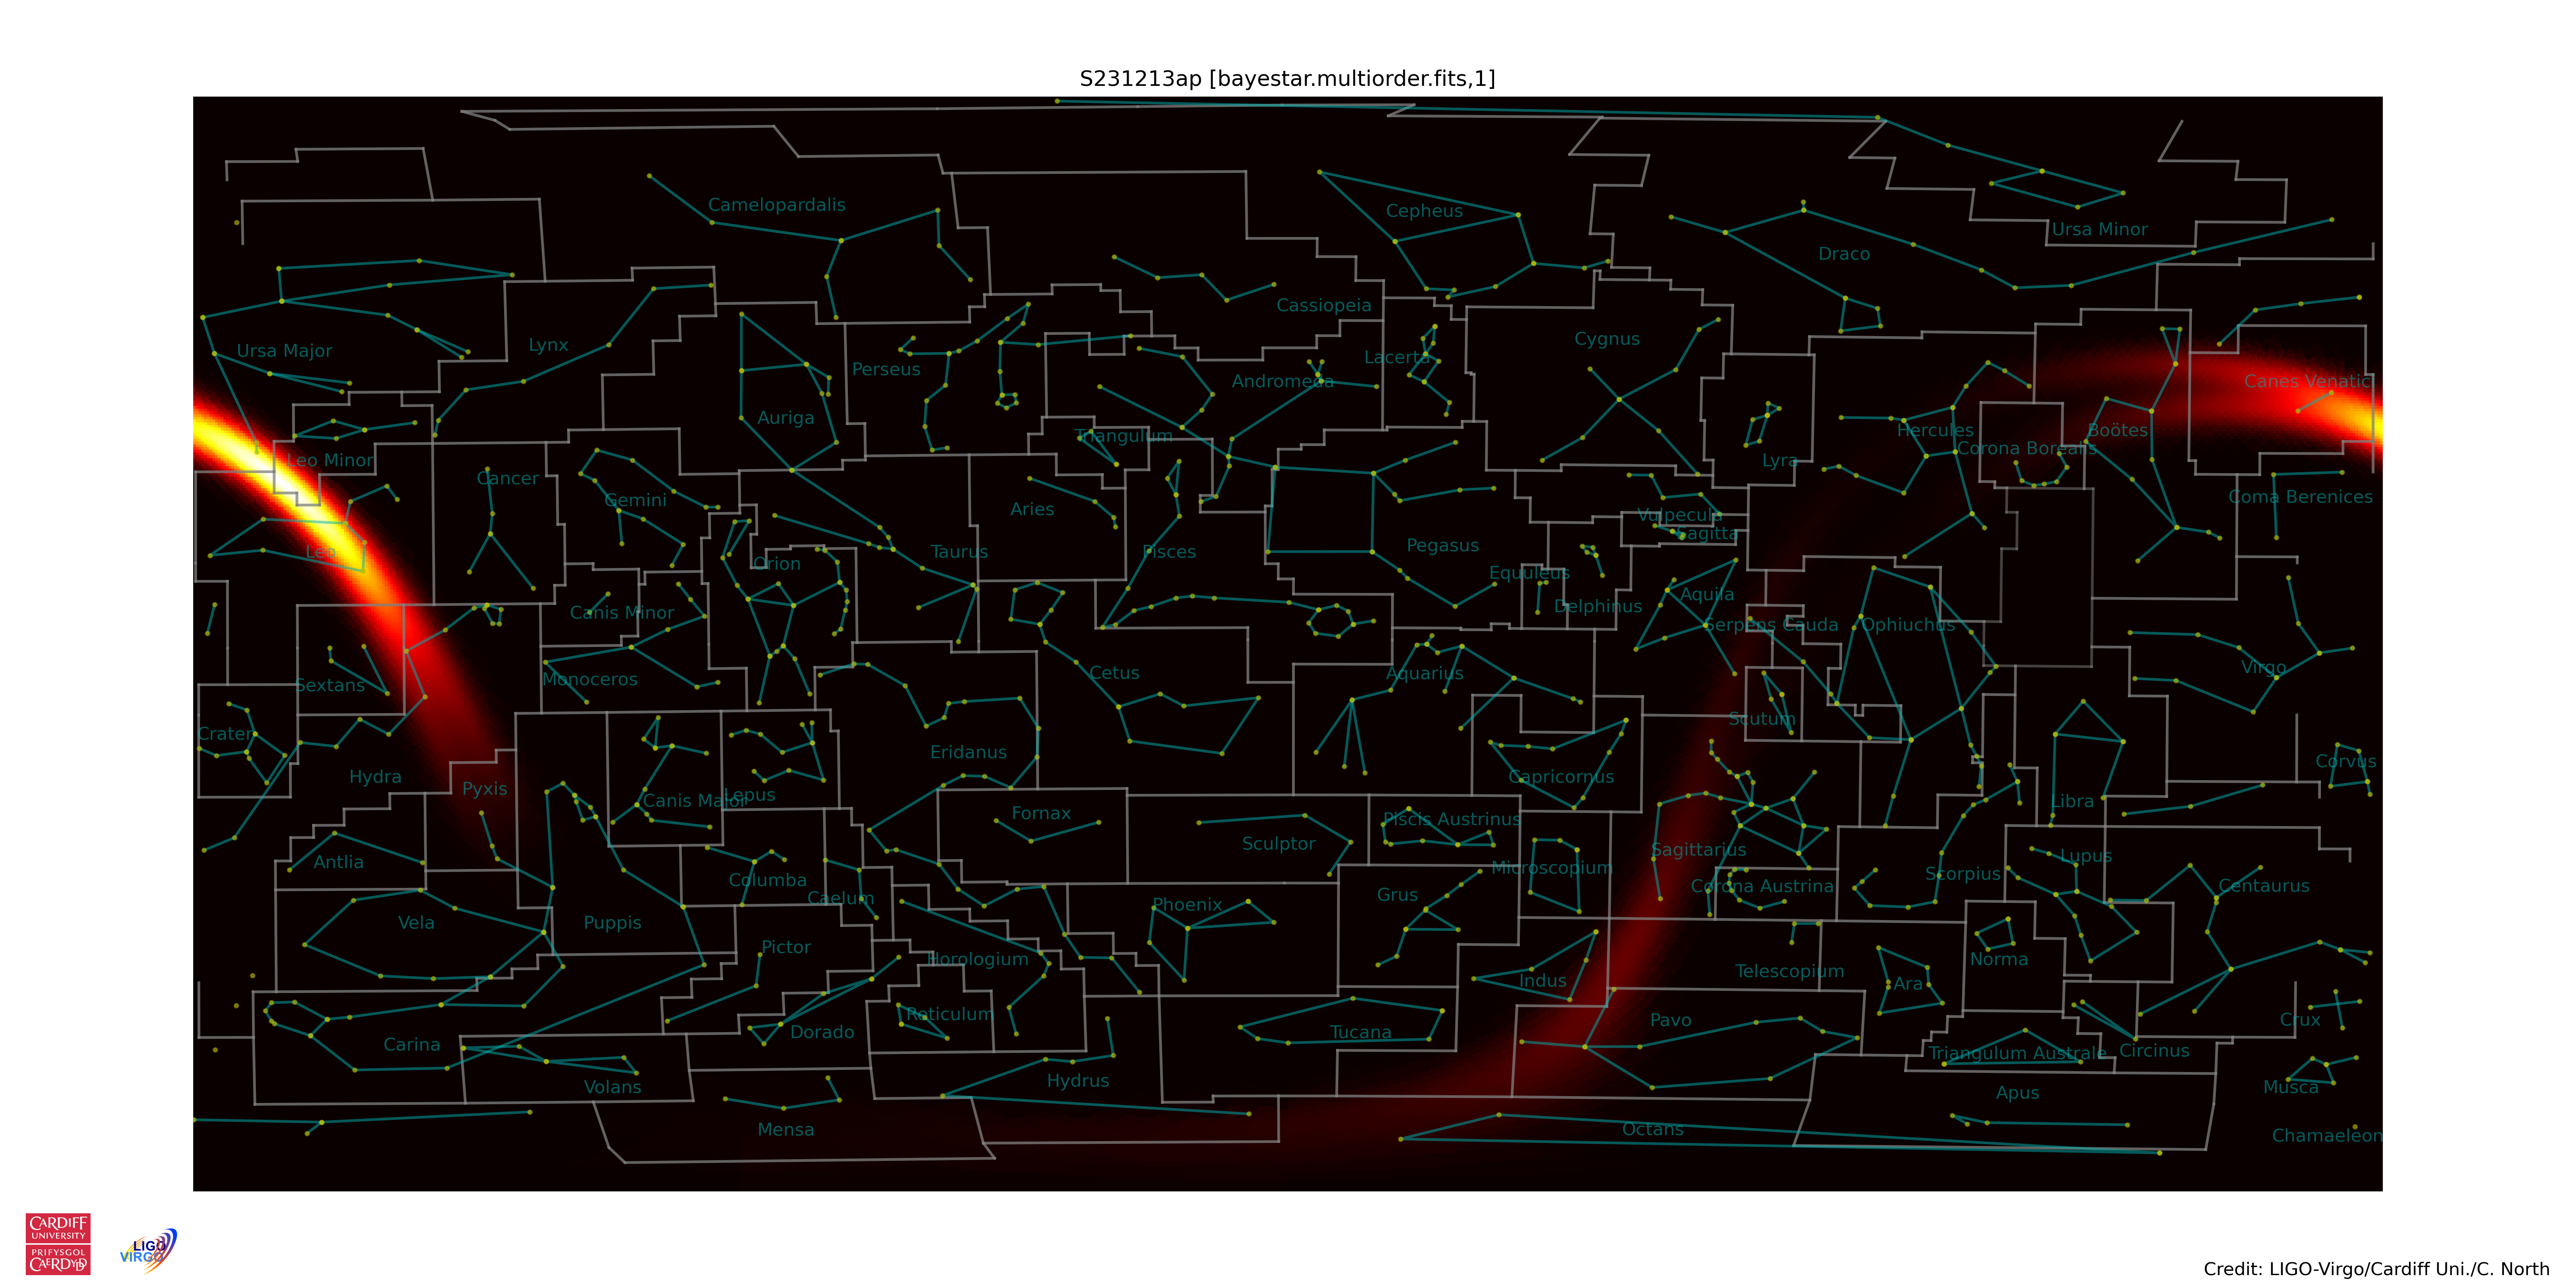 S231213ap [bayestar.multiorder.fits,1]
Camelopardalis
Cepheus
Ursa Minor
Draco
Cassiopeia
Ursa Major
Lynx
Cygnus
Lacerta
Perseus
Andromeda
Canes Venatic
Auriga
Triangulum
Hercules
Boötes
Corona Borealis
Leo Minor
Lyra
Cancer
Gemini
Coma Berenices
Aries
Vulpecula
Sagitta
Leo
Orion
Taurus
Pisces
Pegasus
Equuleus
Canis Minor
Delphinus
Aquila
Serpens Cauda
Ophiuchus
Sextans
Monoceros
Cetus
Aquarius
Virgo
Crater
Scutum
Eridanus
Hydra
Pyxis
Capricornus
Corvus
Canis Major
Lepus
Libra
Fornax
Piscis Austrinus
Sculptor
Sagittarius
Antlia
Microscopium
Lupus
Columba
Caelum
Corona Austrina
Scorpius
Centaurus
Vela
Puppis
Phoenix
Grus
Pictor
Horologium
Indus
Telescopium
Ara
Norma
Reticulum
Dorado
Tucana
Pavo
Crux
Carina
Triangulum Australe
Circinus
Volans
Hydrus
Apus
Musca
Mensa
Octans
Chamaeleon
CARDIFF
UNIVERSITY
PRIFYSGOL
CAERDYDD
LIGO
VIRGO
Credit: LIGO-Virgo/Cardiff Uni./C. North